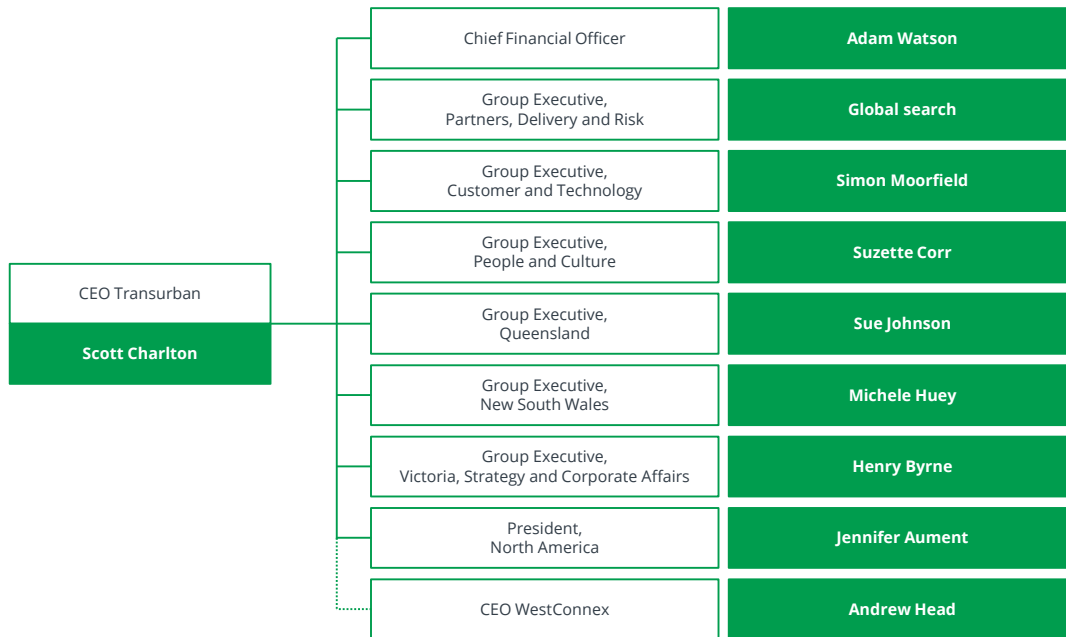 Chief Financial Officer
Adam Watson
Group Executive,
Partners, Delivery and Risk
Global search
Group Executive,
Customer and Technology
Simon Moorfield
Group Executive,
People and Culture
Suzette Corr
CEO Transurban
Scott Charlton
Group Executive,
Queensland
Sue Johnson
Group Executive,
New South Wales
Michele Huey
Group Executive,
Victoria, Strategy and Corporate Affairs
Henry Byrne
President,
North America
Jennifer Aument
CEO WestConnex
Andrew Head